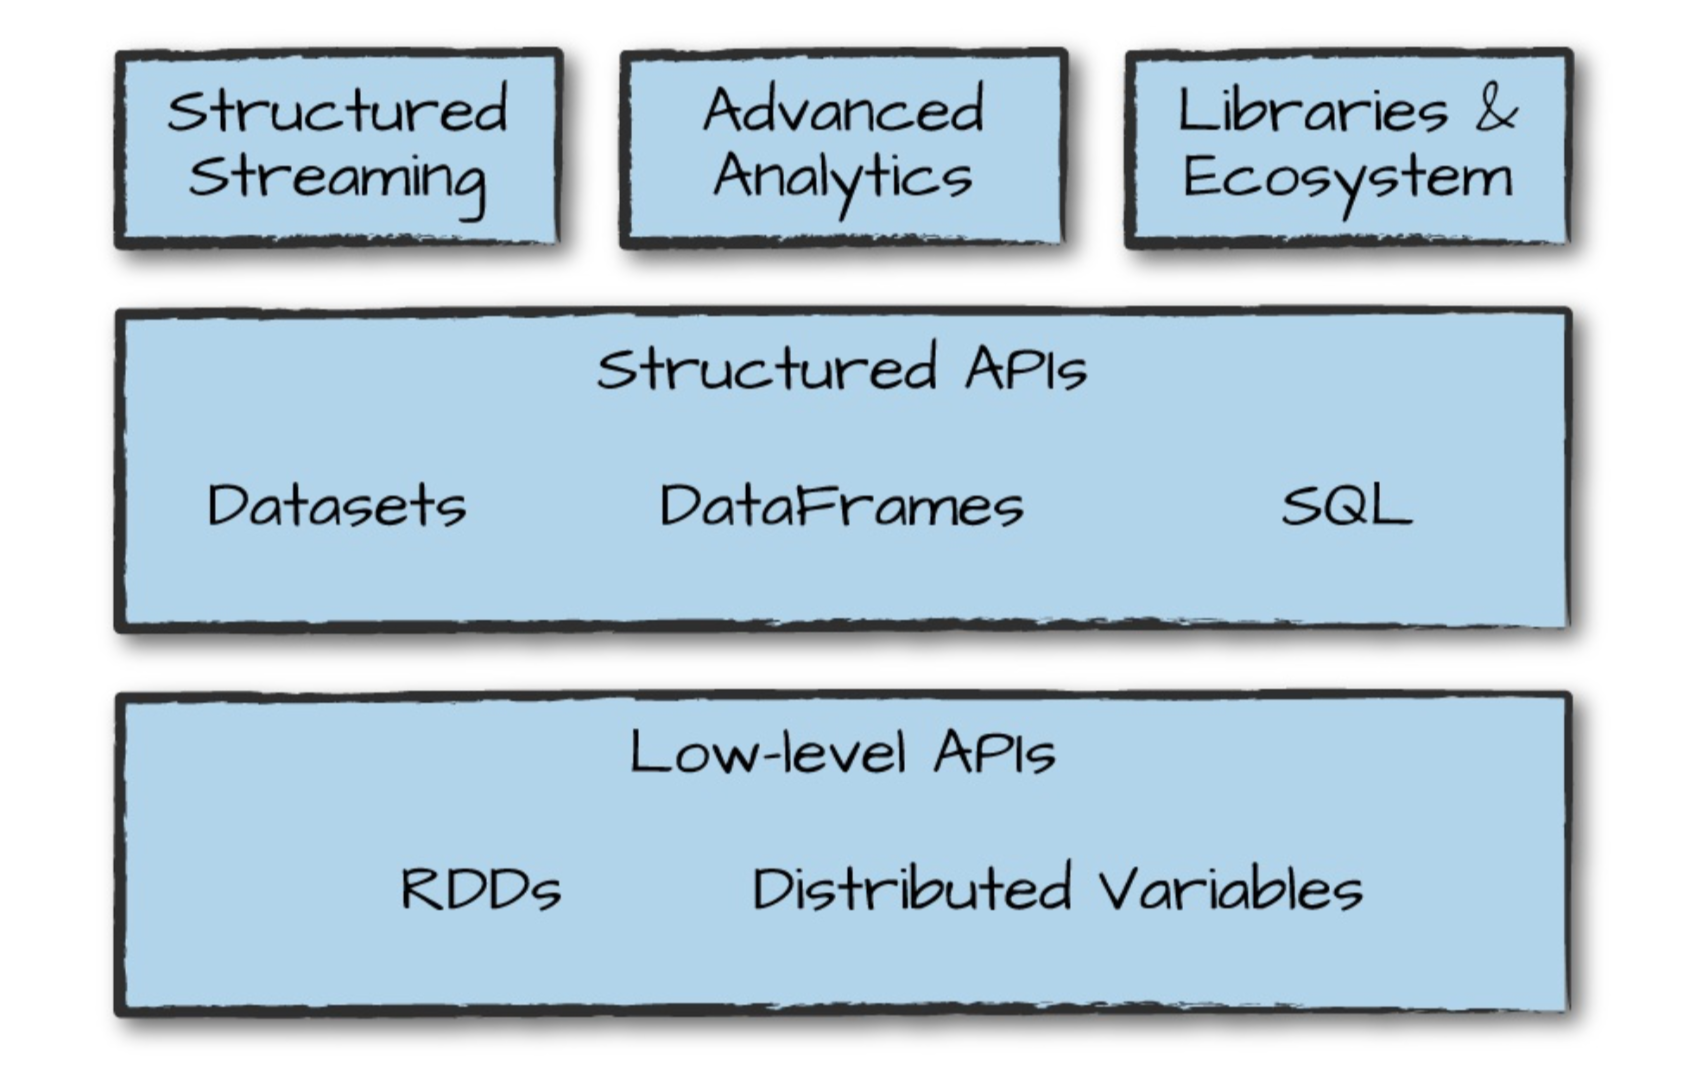 Structured
Streaming
Advanced
Analytics
Libraries &
Ecosystem
Structured APIs
Datasets
DataFrames
SQL
Low-level APIs
RDDs
Distributed Variables